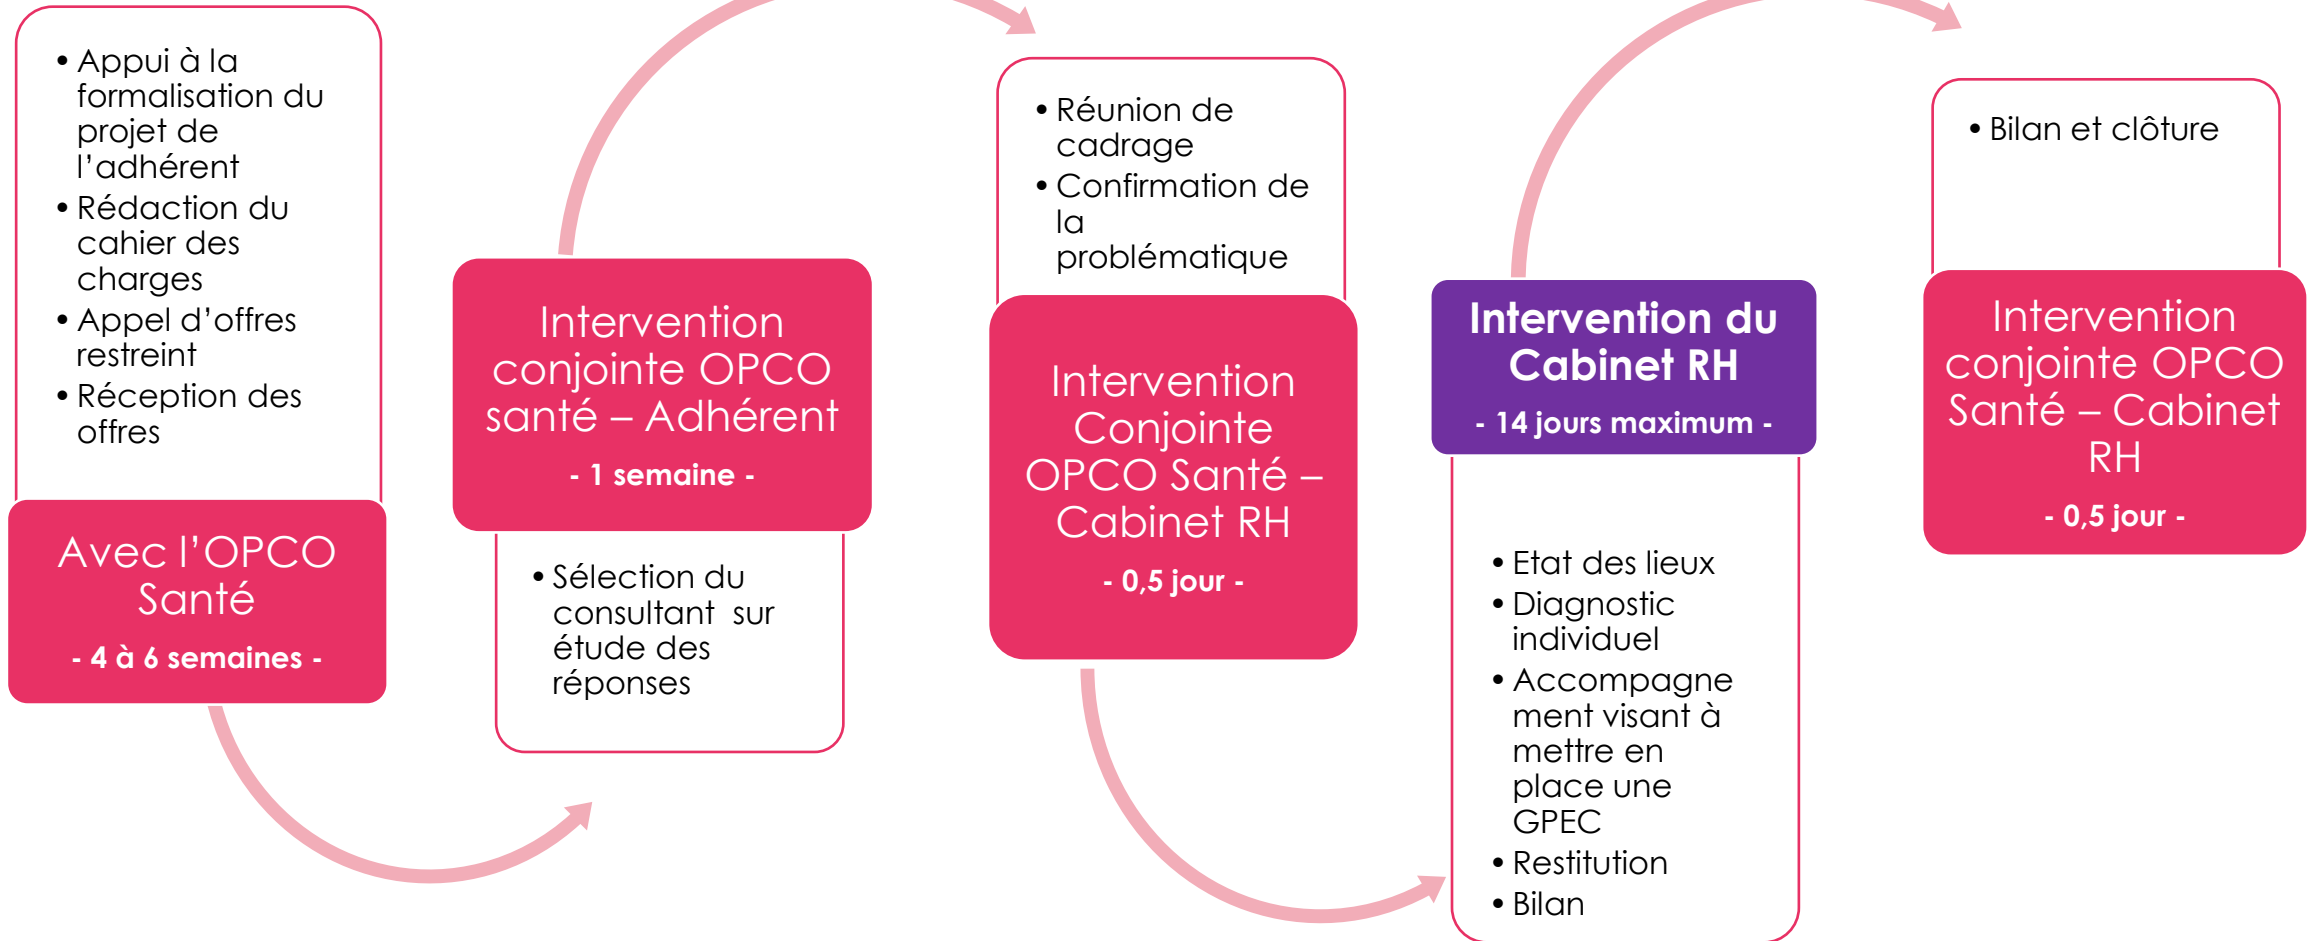 • Appui à la
formalisation du
projet de
l’adhérent
• Rédaction du
cahier des
charges
• Appel d’offres
restreint
• Réception des
offres
Avec l’OPCO
Santé
- 4 à 6 semaines -
Intervention
conjointe OPCO
santé – Adhérent
- 1 semaine -
• Sélection du
consultant sur
étude des
réponses
• Réunion de
cadrage
• Confirmation de
la
problématique
Intervention
Conjointe
OPCO Santé –
Cabinet RH
- 0,5 jour -
Intervention du
Cabinet RH
- 14 jours maximum -
• Etat des lieux
• Diagnostic
individuel
• Accompagne
ment visant à
mettre en
place une
GPEC
• Restitution
• Bilan
• Bilan et clôture
Intervention
conjointe OPCO
Santé – Cabinet
RH
- 0,5 jour -